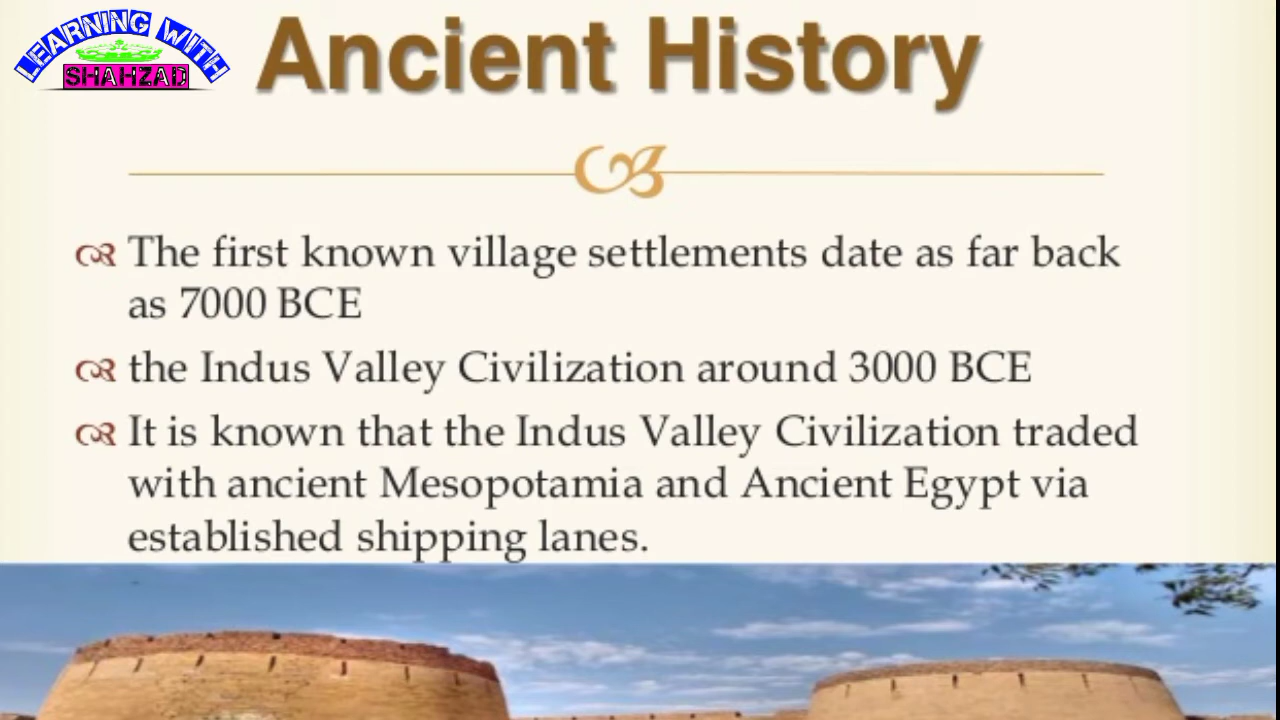 LEARNING WITH
SHAHZAD
Ancient History
The first known village settlements date as far back
as 7000 BCE
the Indus Valley Civilization around 3000 BCE
It is known that the Indus Valley Civilization traded
with ancient Mesopotamia and Ancient Egypt via
established shipping lanes.